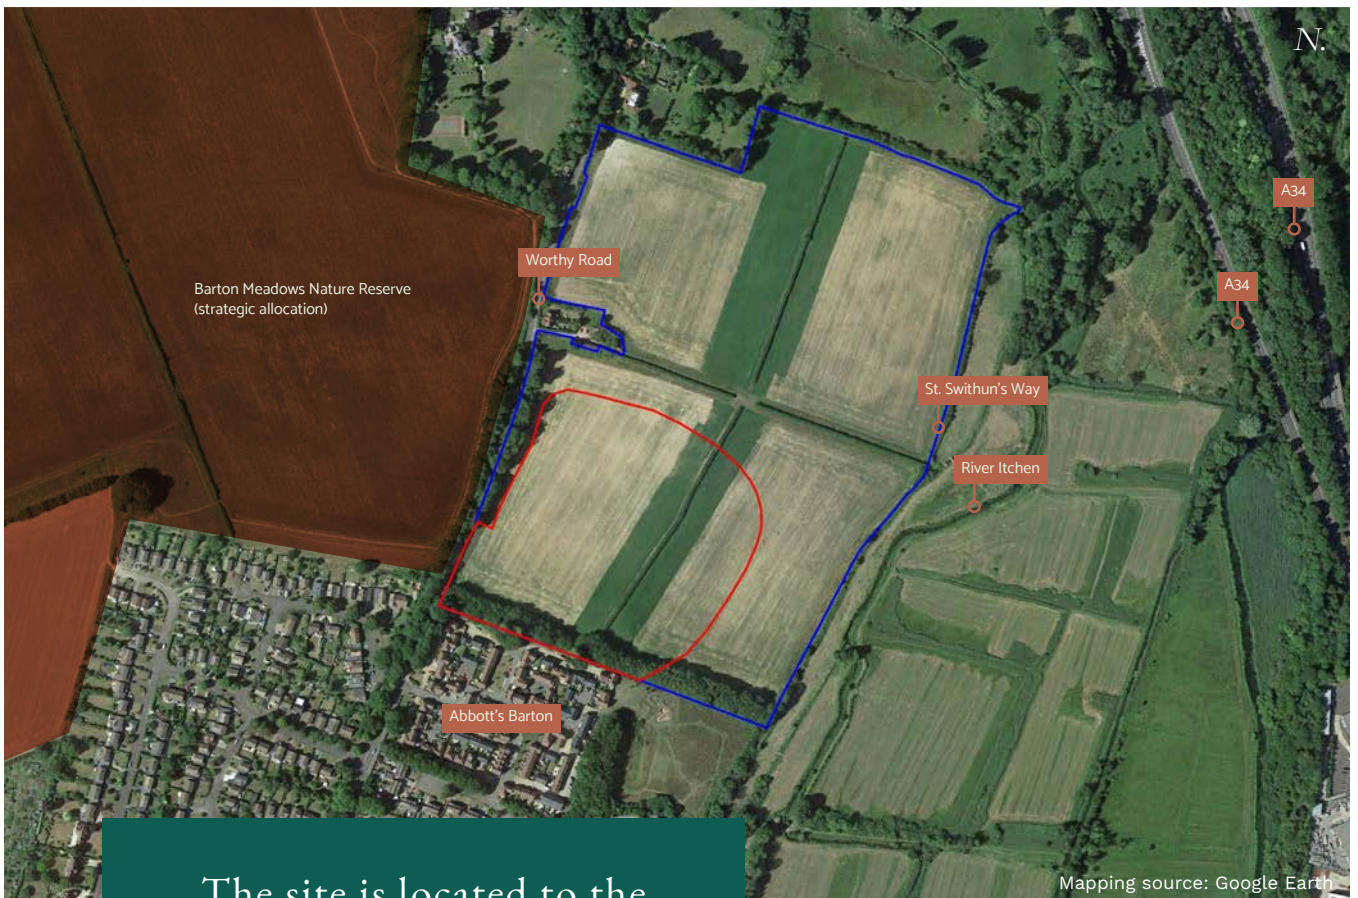 N.
A34
Worthy Road
A34
Barton Meadows Nature Reserve
(strategic allocation)
St. Swithun's Way
River Itchen
Abbott's Barton
The site is located to the
Mapping source: Google Earth